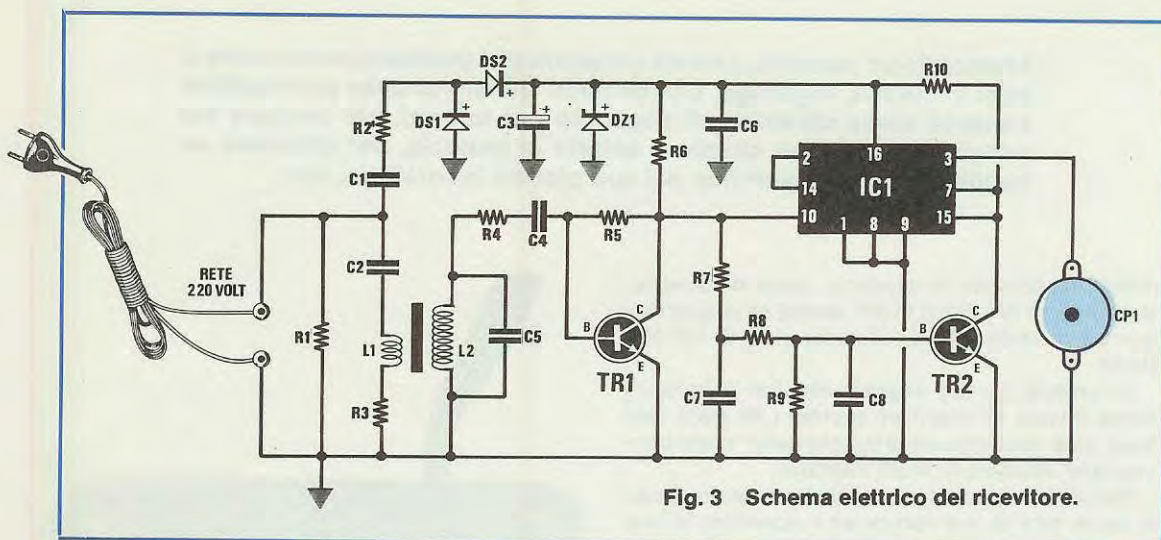 DS2
R10
R2
DS1
C3
DZ1
C6
R6
C1
2
16
3
14
IC1
7
10
1
8
9
15
R4
C4
R5
C2
RETE
220 VOLT
R7
R1
L1
L2
C5
B
C
E
TR1
R8
B
C
E
TR2
CP1
R3
C7
R9
C8
Fig. 3 Schema elettrico del ricevitore.